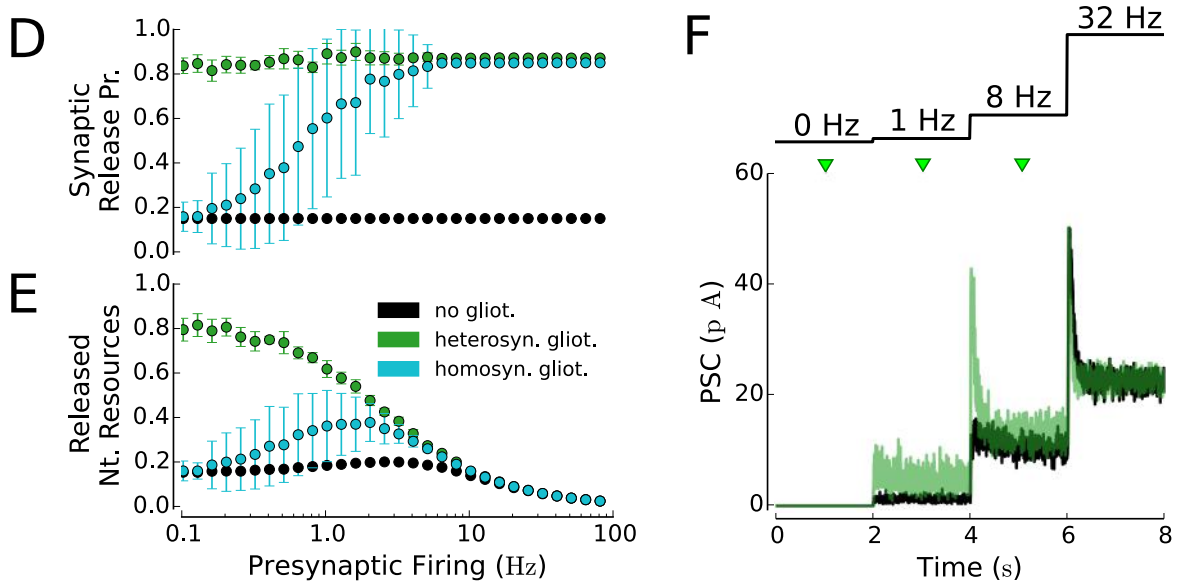 D
Synaptic
Release Pr.
1.0
0.8
0.6
0.4
0.2
0.0
E
Released
Nt. Resources
1.0
0.8
0.6
0.4
0.2
0.0
no gliot.
heterosyn. gliot.
homosyn. gliot.
0.1 1.0 10 100
Presynaptic Firing (Hz)
F
32 Hz
8 Hz
0 Hz 1 Hz
PSC (p A)
60
40
20
0
0 2 4 6 8
Time (s)